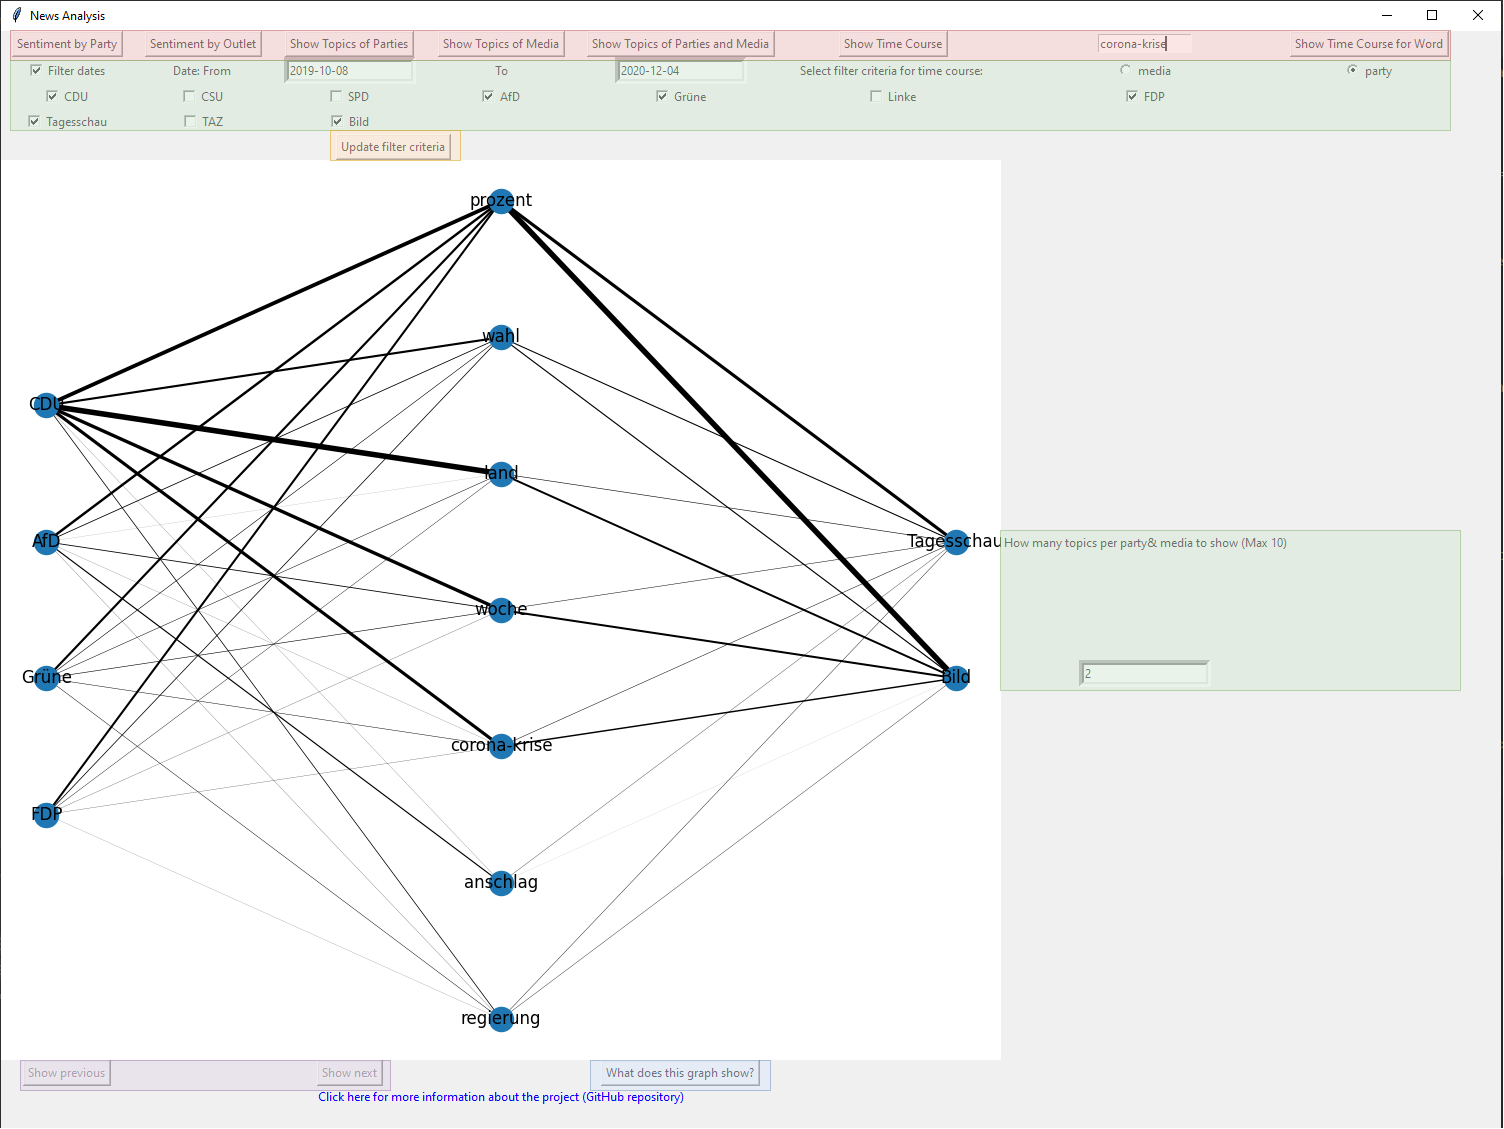 News Analysis
Sentiment by Party Sentiment by Outlet Show Topics of Parties Show Topics of Media Show Topics of Parties and Media Show Time Course corona-krise Show Time Course for Word
Filter dates Date: From 2019-10-08 To 2020-12-04 Select filter criteria for time course: media party
CDU CSU SPD AfD Grüne Linke FDP
Tagesschau TAZ Bild
Update filter criteria
prozent
wahl
CDU
land
AfD
Tagesschau
How many topics per party& media to show (Max 10)
woche
Grüne
Bild
2
corona-krise
FDP
anschlag
regierung
Show previous Show next What does this graph show?
Click here for more information about the project (GitHub repository)